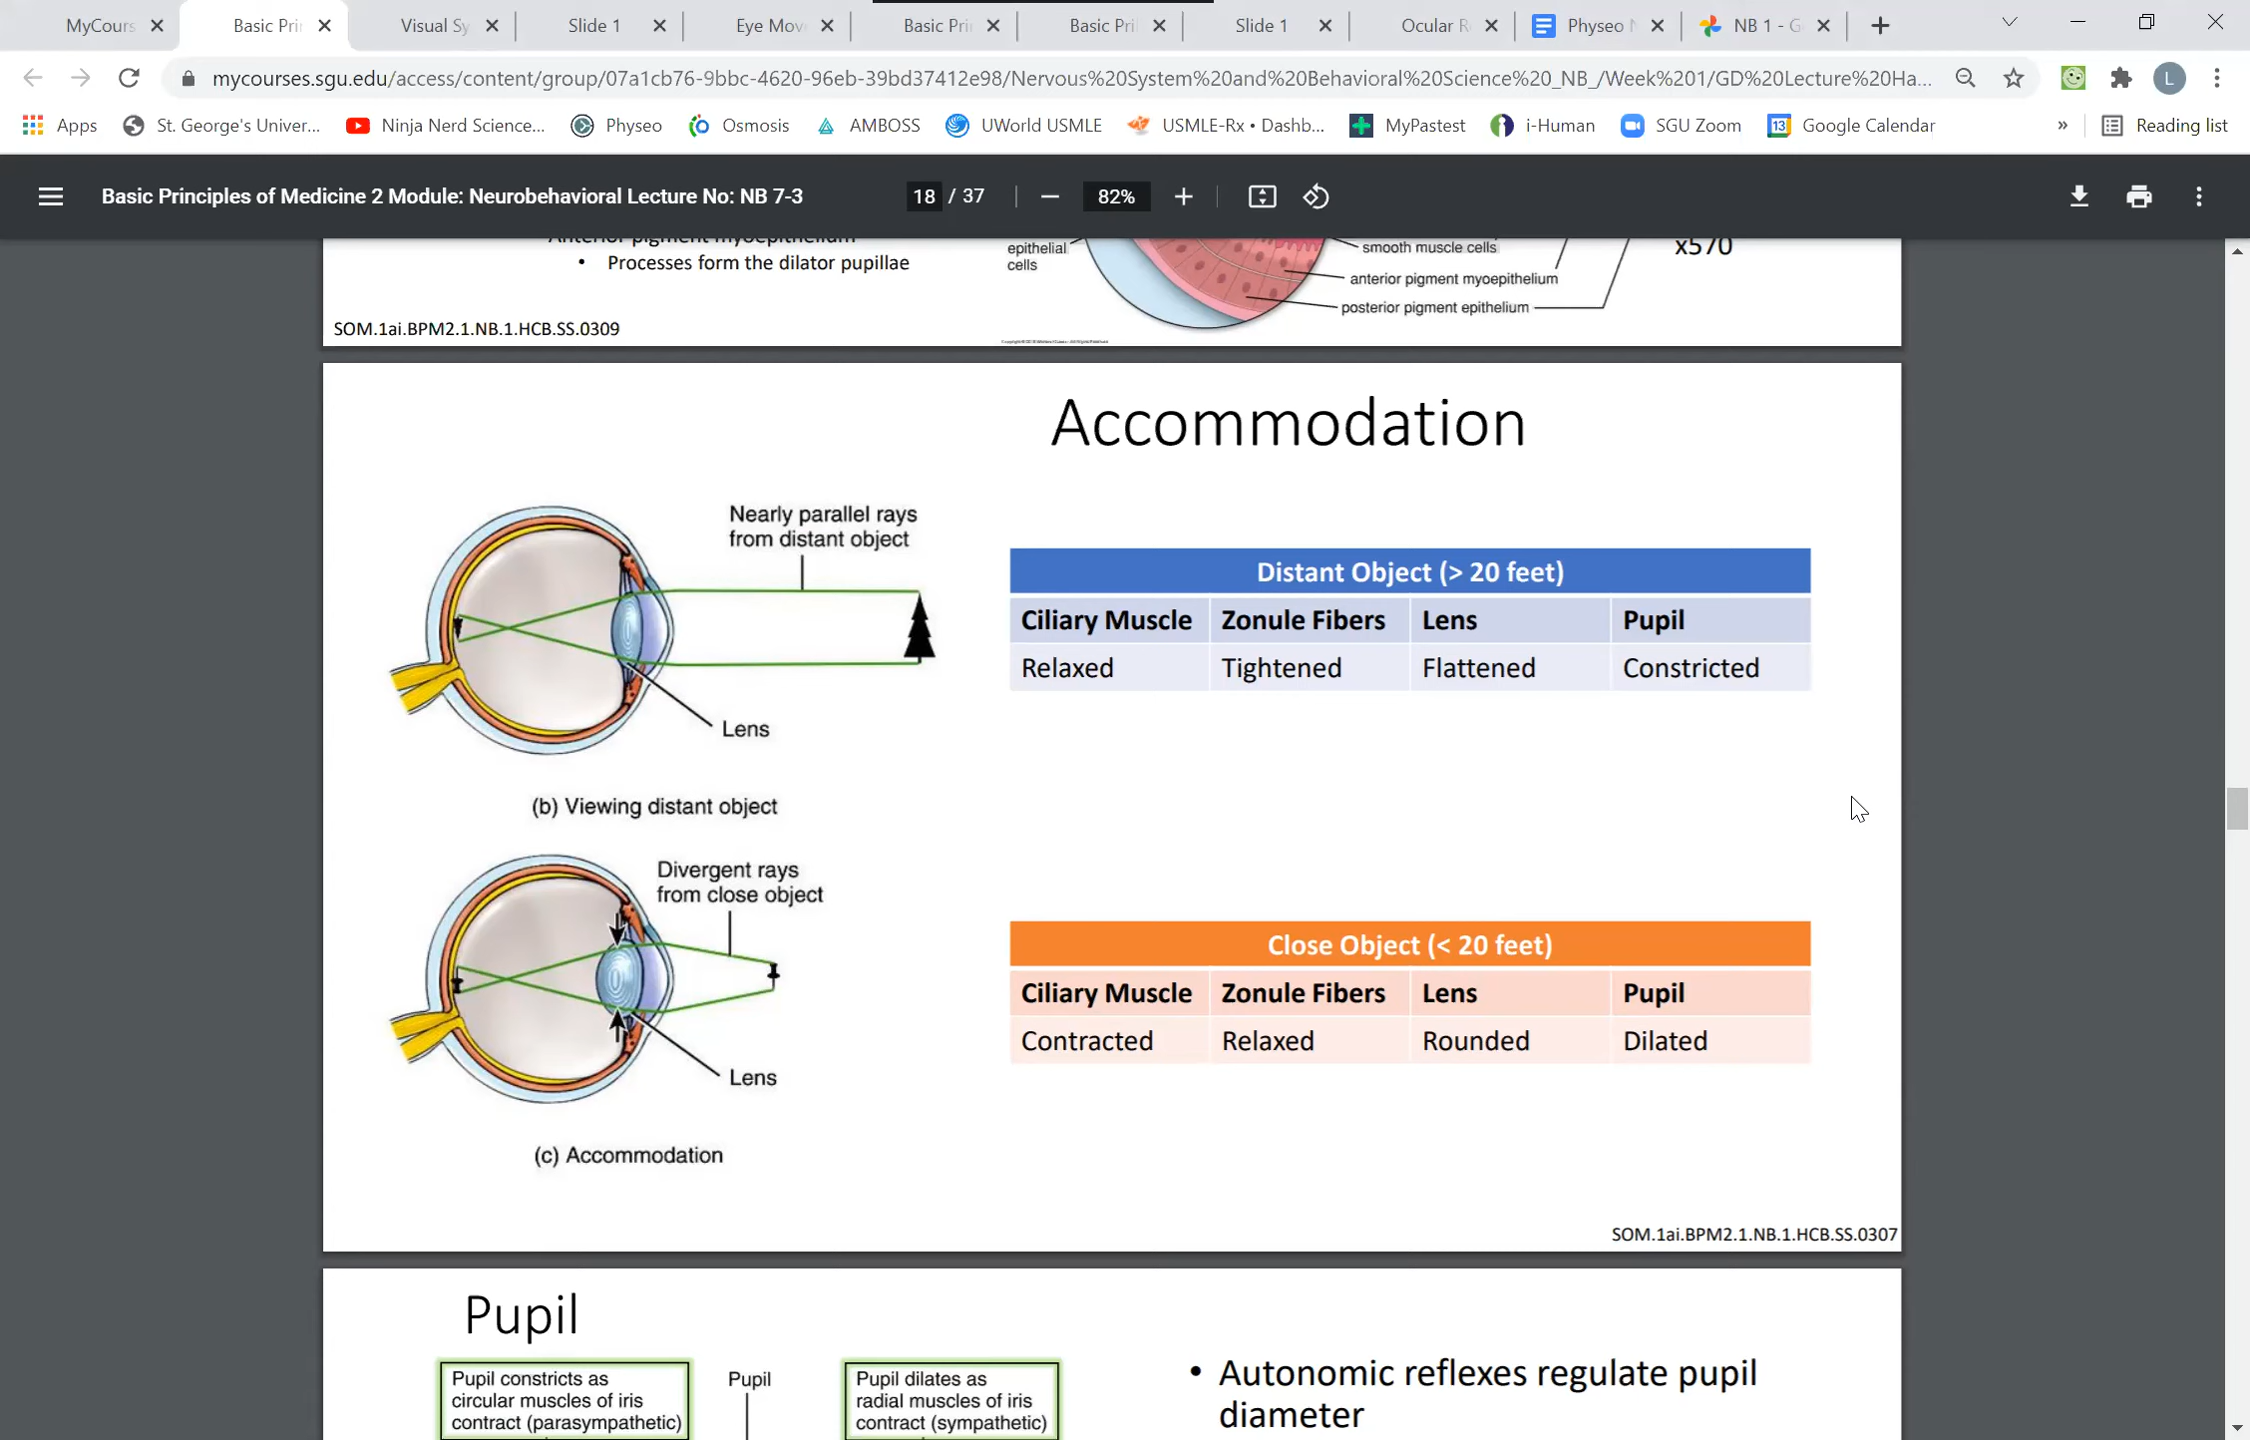 MyCours
Basic Pri
Visual Sy
Slide 1
Eye Mov
Basic Pri
Basic Pri
Slide 1
Ocular R
Physeo N
NB 1 - G
mycourses.sgu.edu/access/content/group/07a1cb76-9bbc-4620-96eb-39bd37412e98/Nervous%20System%20and%20Behavioral%20Science%20_NB_/Week%201/GD%20Lecture%20Ha...
L
Apps
St. George's Univer...
Ninja Nerd Science...
Physeo
Osmosis
AMBOSS
UWorld USMLE
USMLE-Rx • Dashb...
MyPastest
i-Human
SGU Zoom
13
Google Calendar
»
Reading list
Basic Principles of Medicine 2 Module: Neurobehavioral Lecture No: NB 7-3
18 / 37
82%
Anterior pigment myoepithelium
• Processes form the dilator pupillae
epithelial
cells
smooth muscle cells
anterior pigment myoepithelium
posterior pigment epithelium
x570
SOM.1ai.BPM2.1.NB.1.HCB.SS.0309
Accommodation
Nearly parallel rays
from distant object
Lens
(b) Viewing distant object
Distant Object (> 20 feet)
Ciliary Muscle Zonule Fibers Lens Pupil
Relaxed Tightened Flattened Constricted
Divergent rays
from close object
Lens
(c) Accommodation
Close Object (< 20 feet)
Ciliary Muscle Zonule Fibers Lens Pupil
Contracted Relaxed Rounded Dilated
SOM.1ai.BPM2.1.NB.1.HCB.SS.0307
Pupil
Pupil constricts as
circular muscles of iris
contract (parasympathetic)
Pupil
Pupil dilates as
radial muscles of iris
contract (sympathetic)
• Autonomic reflexes regulate pupil
diameter